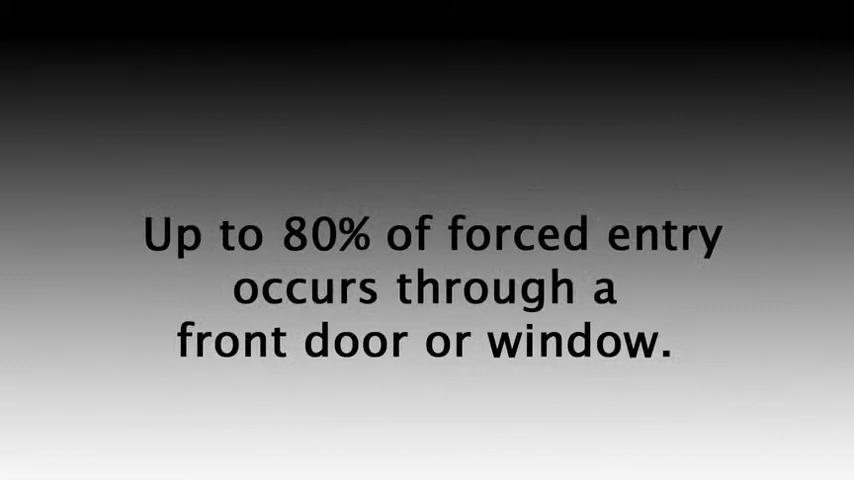 Up to 80% of forced entry
occurs through a
front door or window.